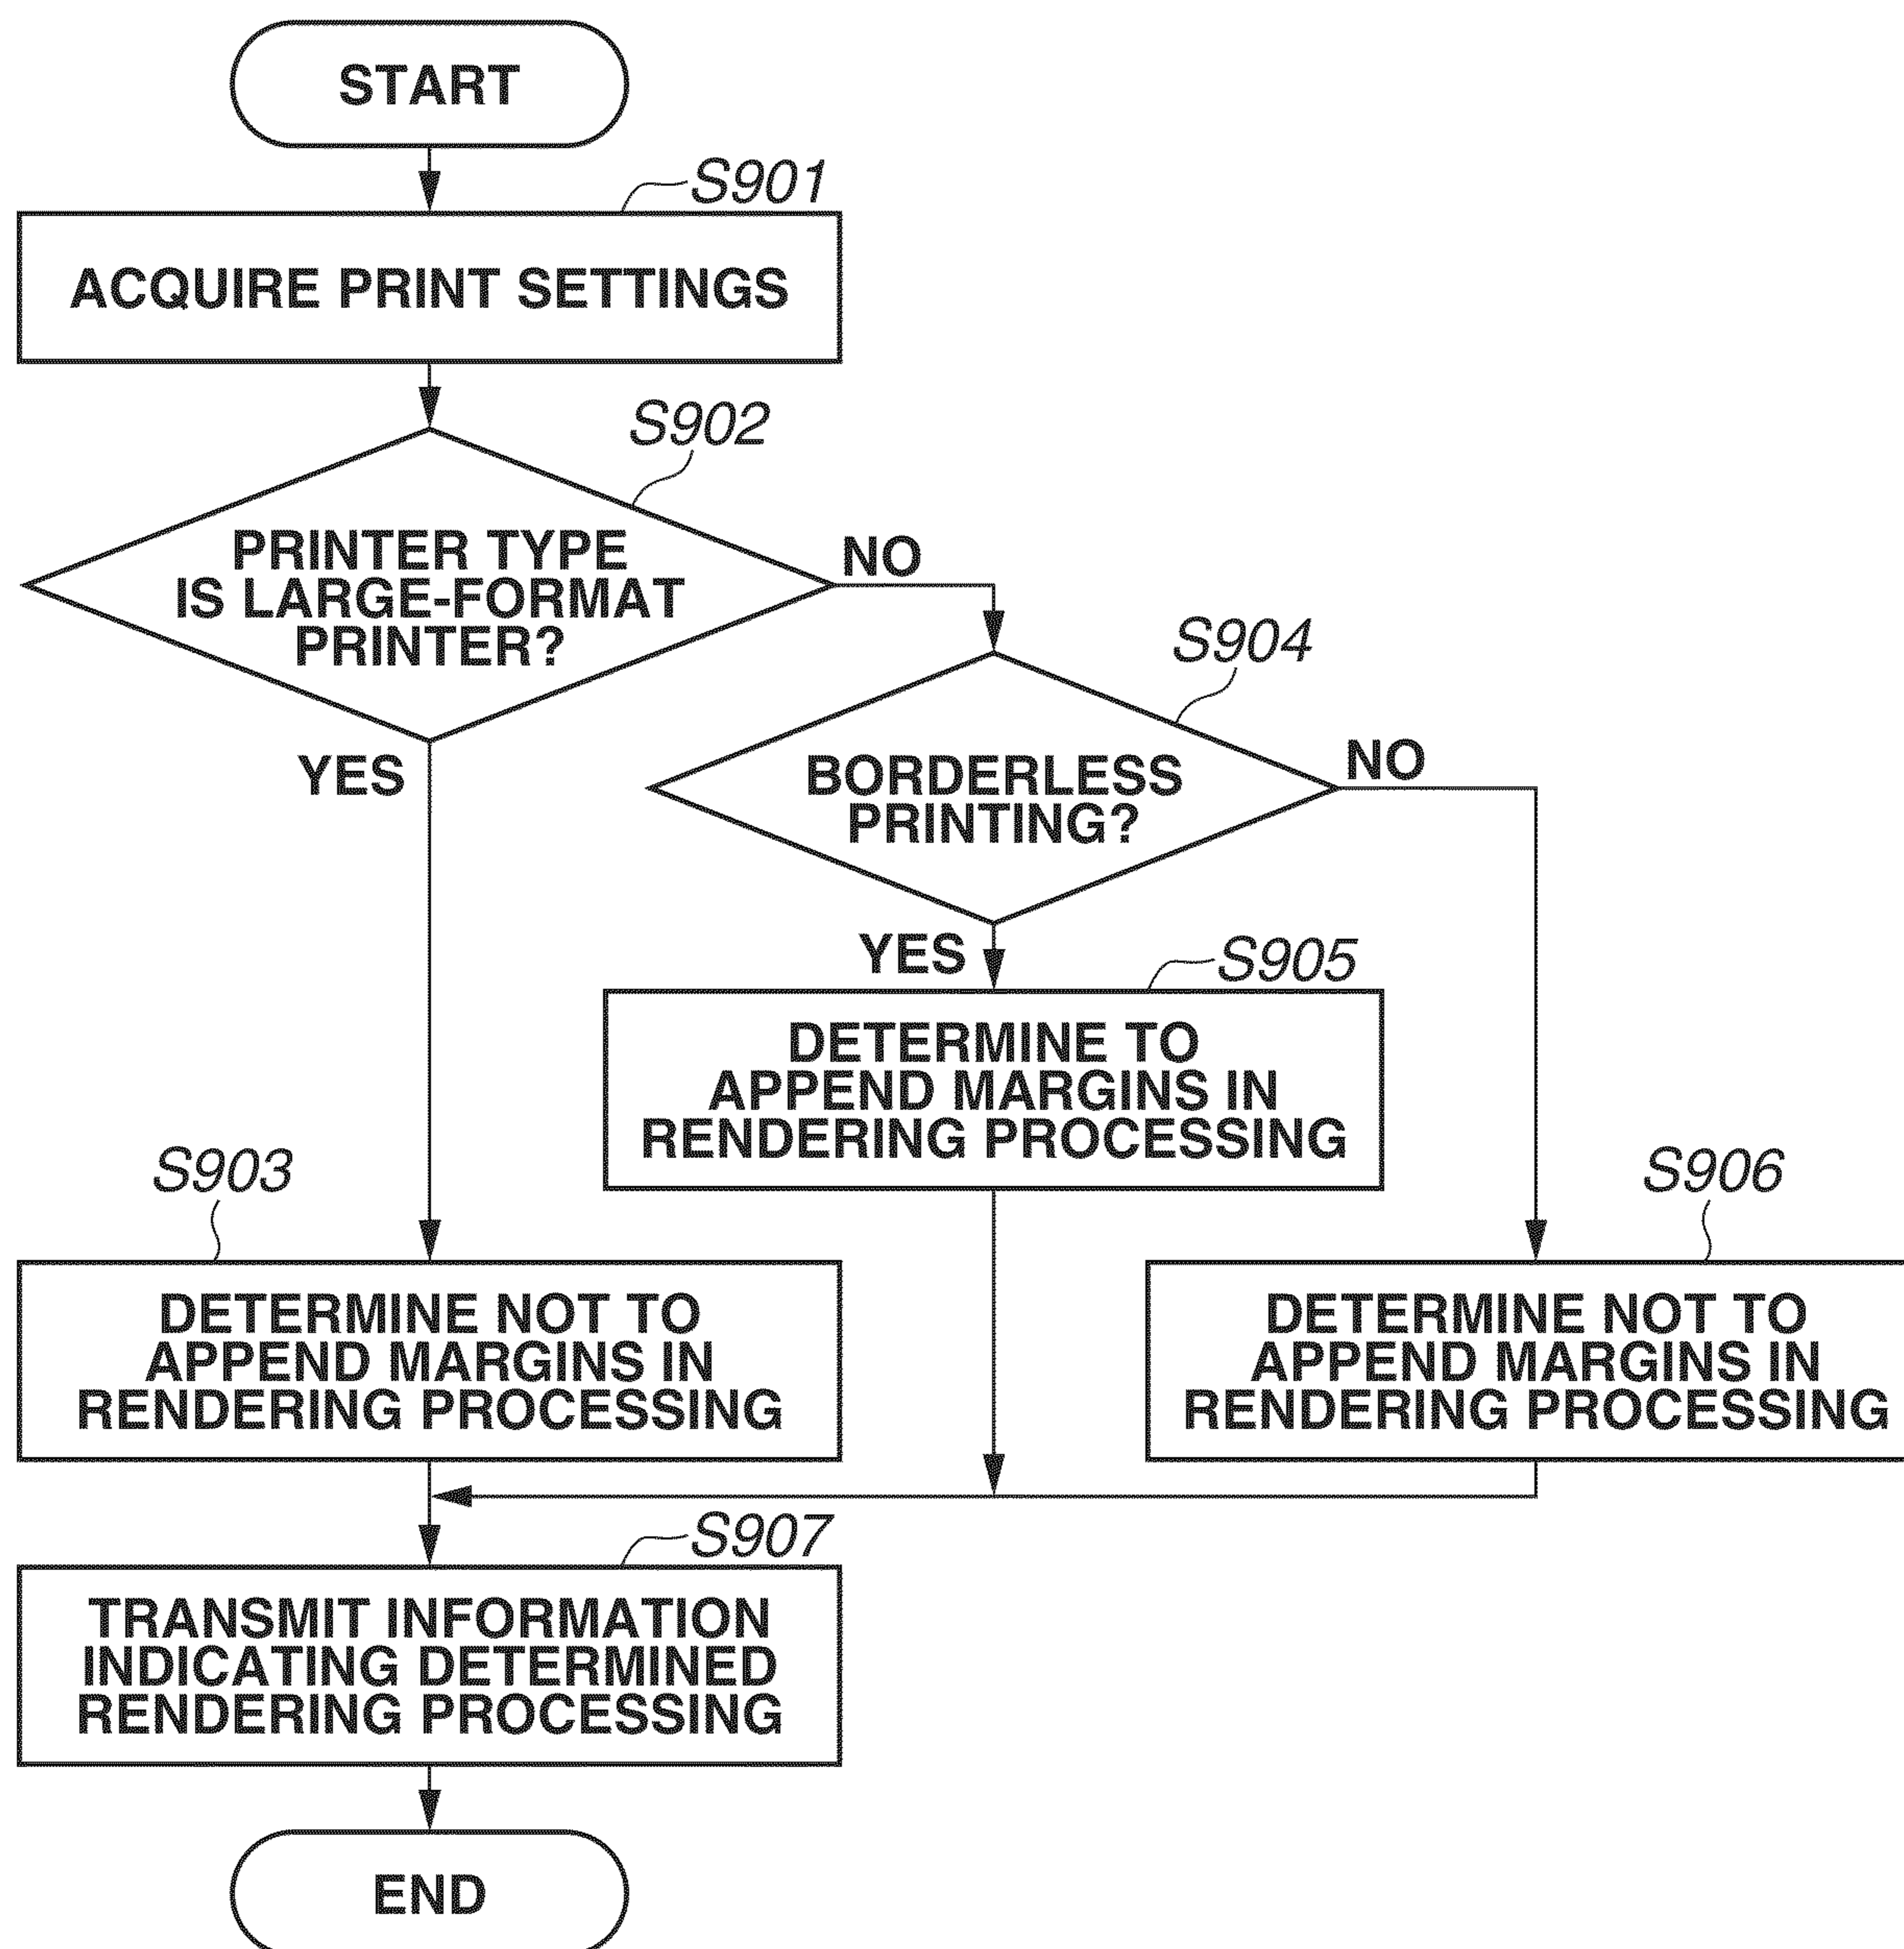 START
S901
ACQUIRE PRINT SETTINGS
S902
PRINTER TYPE
IS LARGE-FORMAT
PRINTER?
NO
YES
S904
BORDERLESS
PRINTING?
NO
YES
S905
DETERMINE TO
APPEND MARGINS IN
RENDERING PROCESSING
S903
DETERMINE NOT TO
APPEND MARGINS IN
RENDERING PROCESSING
S906
DETERMINE NOT TO
APPEND MARGINS IN
RENDERING PROCESSING
S907
TRANSMIT INFORMATION
INDICATING DETERMINED
RENDERING PROCESSING
END